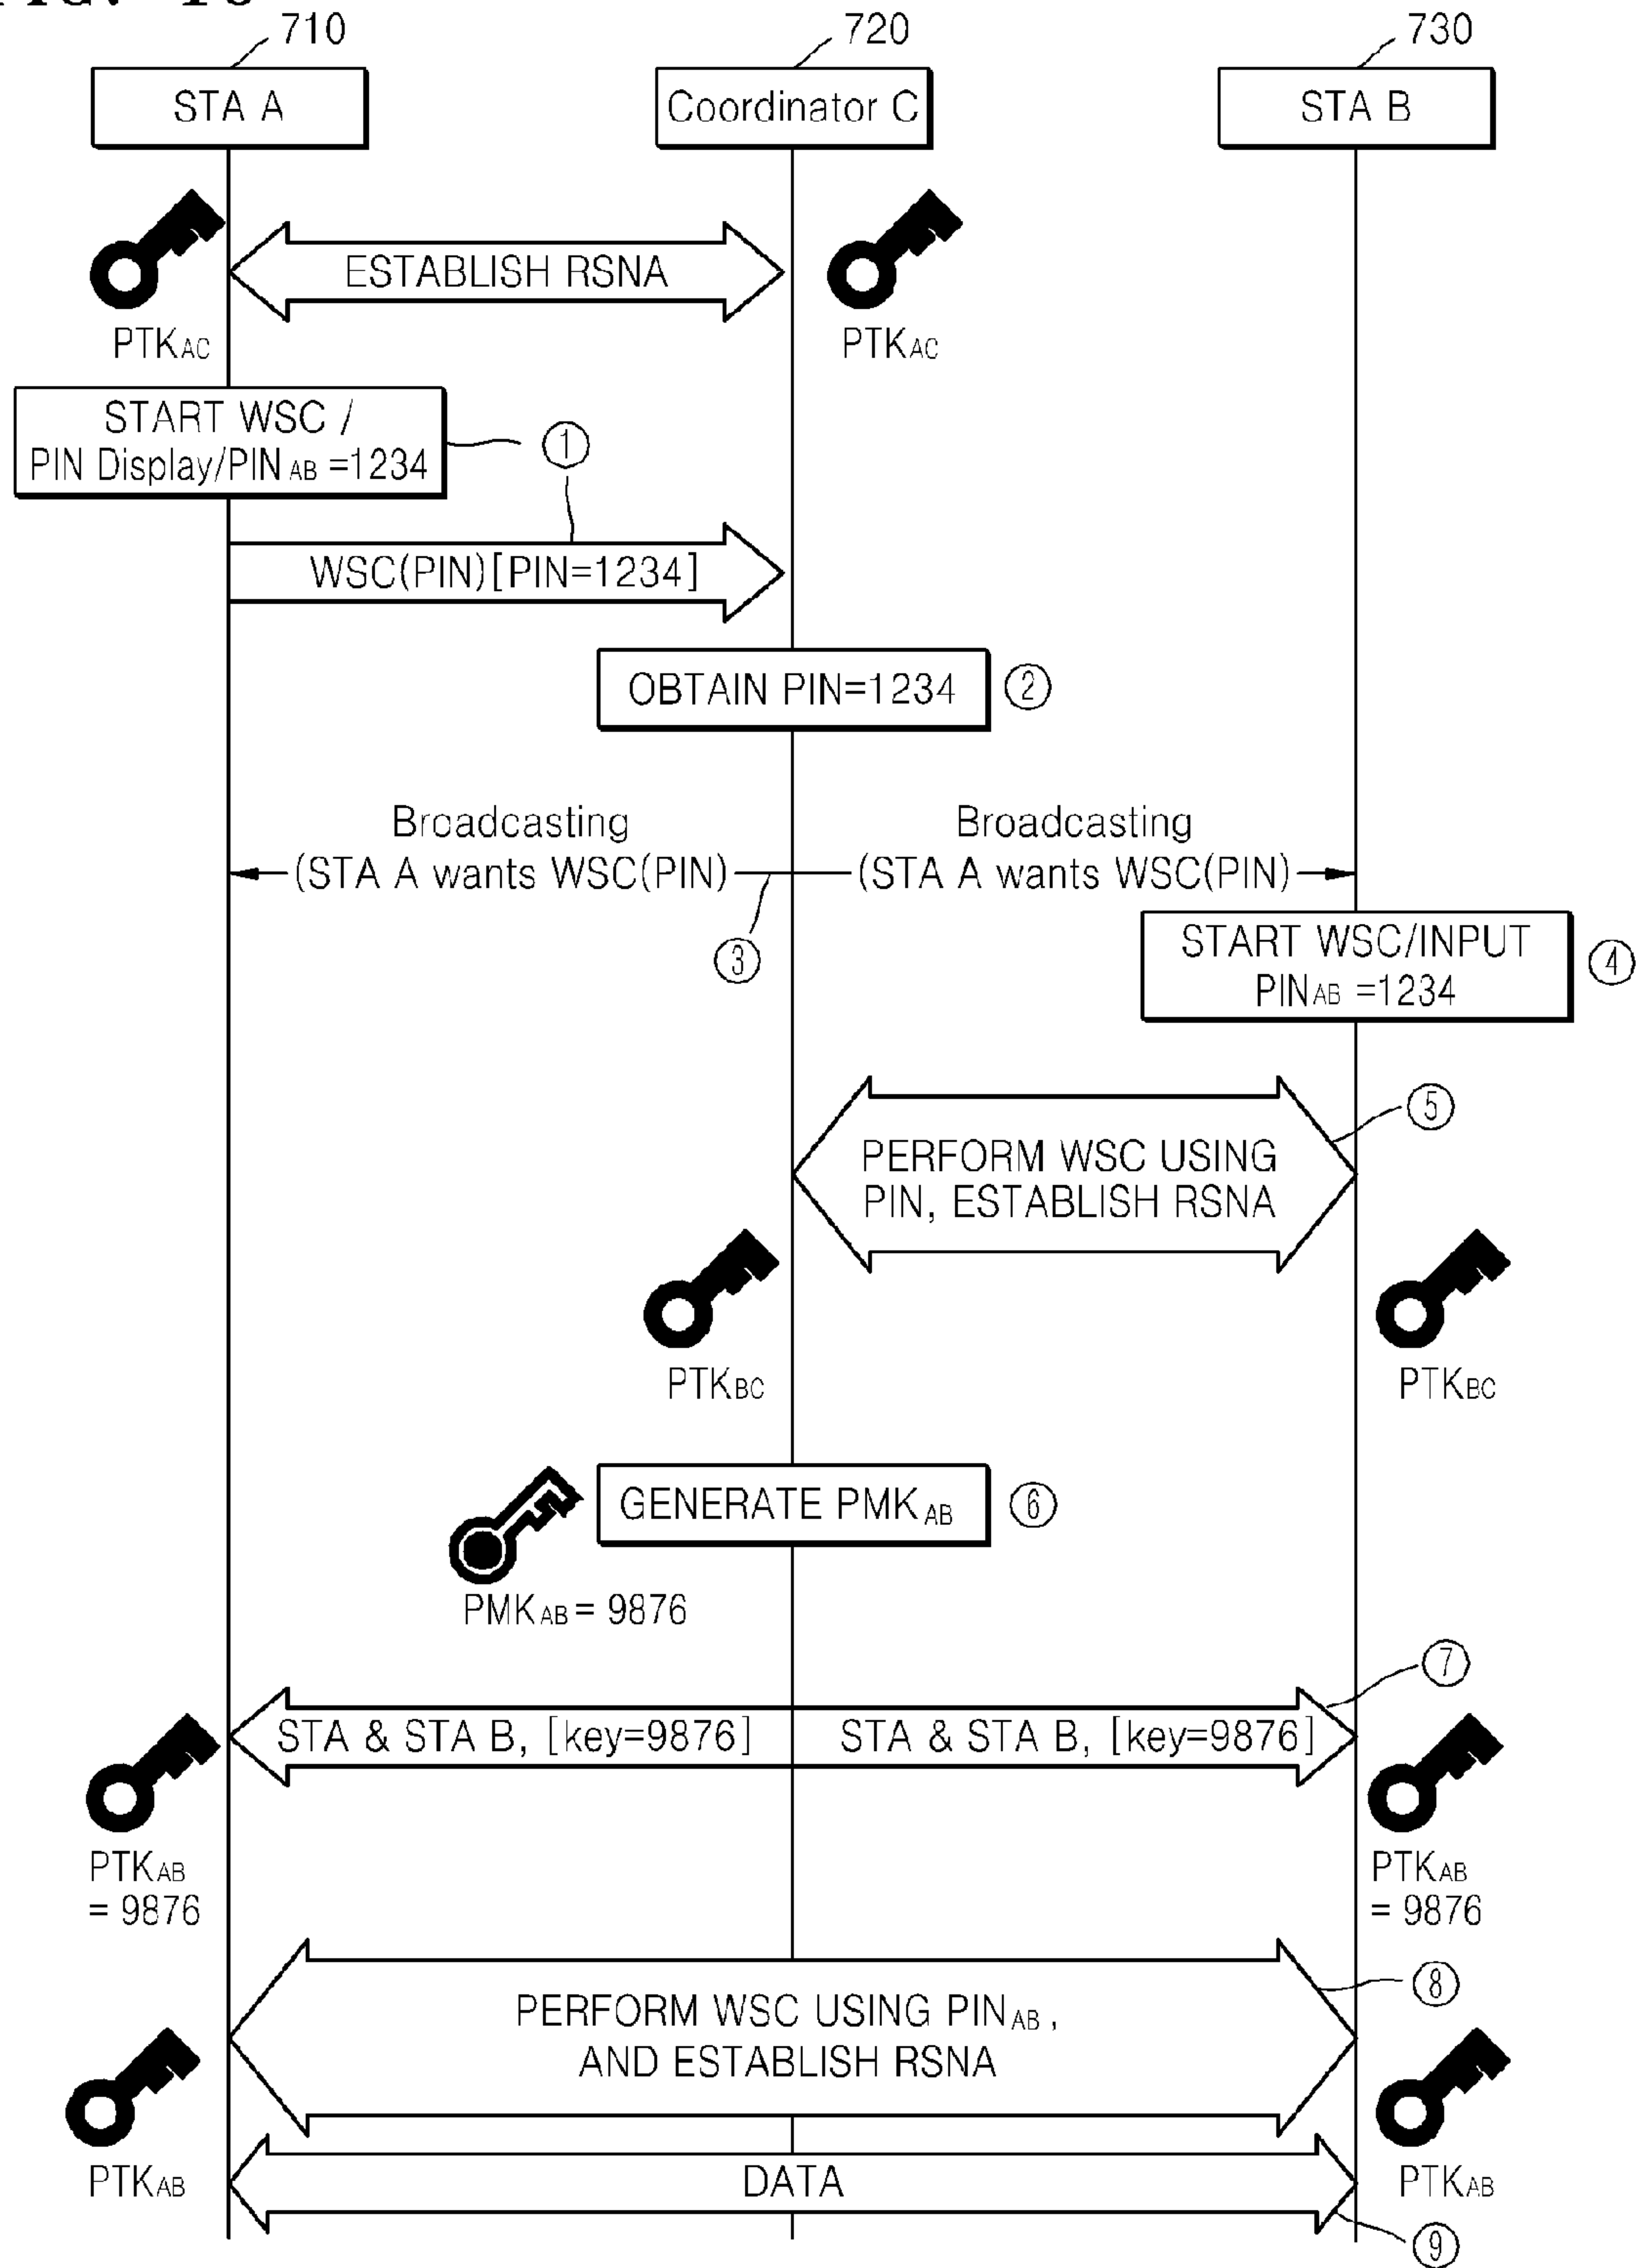 710
720
730
STA A
Coordinator C
STA B
ESTABLISH RSNA
PTKAC
PTKAC
START WSC /
PIN Display/PINAB =1234
①
WSC(PIN)[PIN=1234]
OBTAIN PIN=1234
②
Broadcasting
(STA A wants WSC(PIN)
Broadcasting
(STA A wants WSC(PIN)
③
START WSC/INPUT
PINAB =1234
④
⑤
PERFORM WSC USING
PIN, ESTABLISH RSNA
PTKBC
PTKBC
GENERATE PMKAB
⑥
PMKAB = 9876
⑦
STA & STA B, [key=9876]
STA & STA B, [key=9876]
PTKAB
= 9876
PTKAB
= 9876
⑧
PERFORM WSC USING PINAB ,
AND ESTABLISH RSNA
PTKAB
DATA
PTKAB
⑨